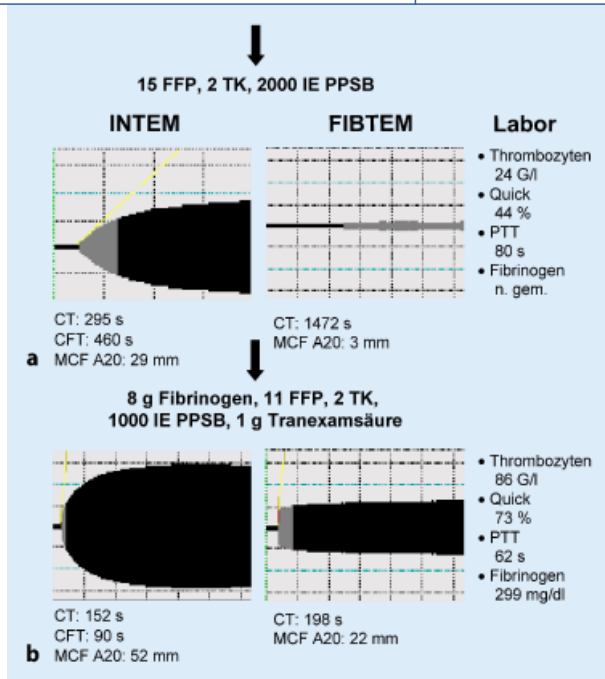 15 FFP, 2 TK, 2000 IE PPSB
INTEM
FIBTEM
Labor
• Thrombozyten
24 G/l
• Quick
44 %
• PTT
80 s
• Fibrinogen
n. gem.
CT: 295 s
CFT: 460 s
MCF A20: 29 mm
CT: 1472 s
MCF A20: 3 mm
a
8 g Fibrinogen, 11 FFP, 2 TK,
1000 IE PPSB, 1 g Tranexamsäure
• Thrombozyten
86 G/l
• Quick
73 %
• PTT
62 s
• Fibrinogen
299 mg/dl
CT: 152 s
CFT: 90 s
MCF A20: 52 mm
CT: 198 s
MCF A20: 22 mm
b